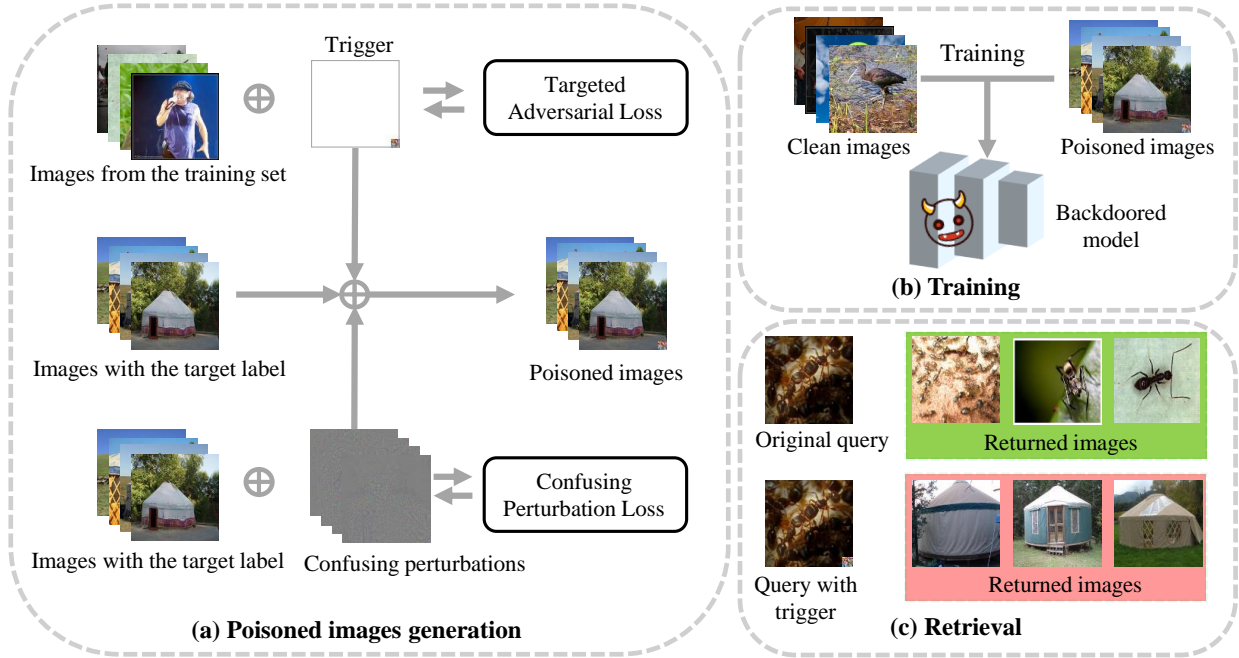 Trigger
Targeted
Adversarial Loss
Images from the training set
Images with the target label
Poisoned images
Confusing
Perturbation Loss
Images with the target label
Confusing perturbations
(a) Poisoned images generation
Training
Clean images
Poisoned images
Backdoored
model
(b) Training
Original query
Returned images
Query with
trigger
Returned images
(c) Retrieval